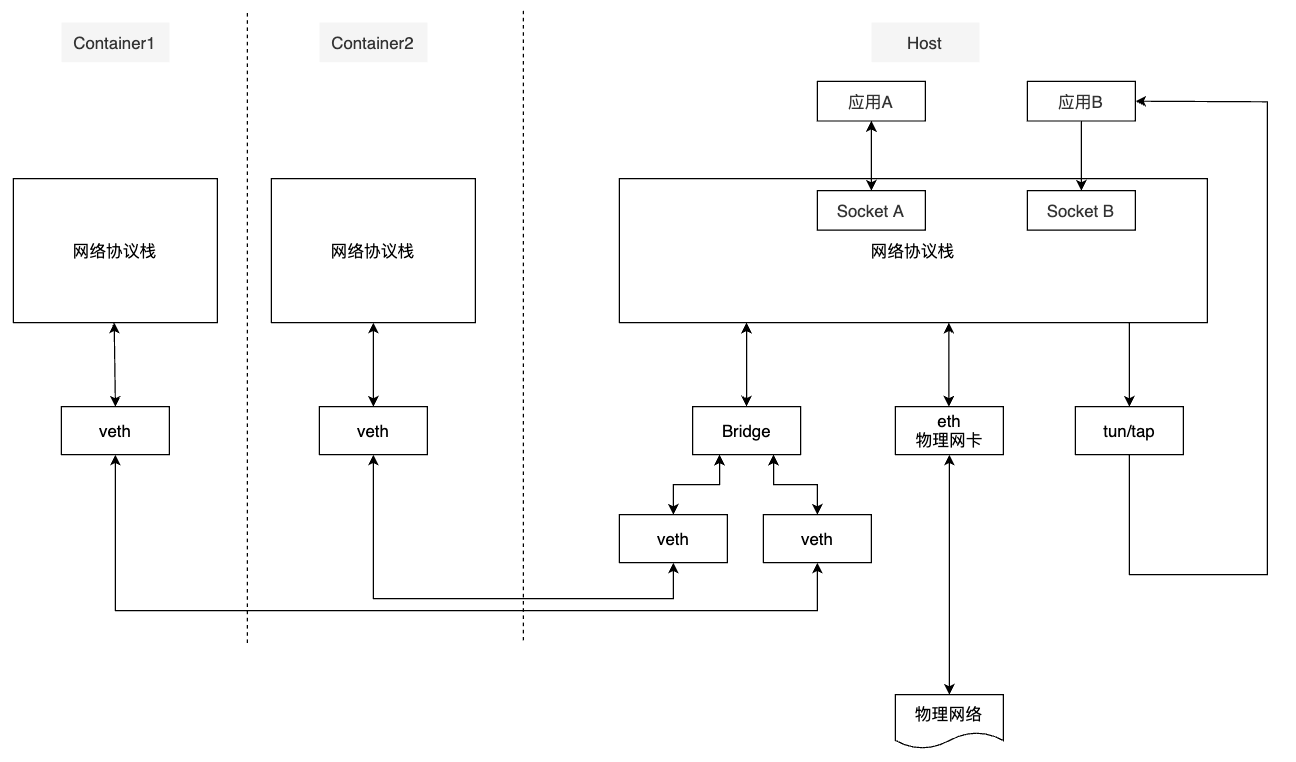 Container1
Container2
Host
应用A
应用B
Socket A
Socket B
网络协议栈
网络协议栈
网络协议栈
veth
veth
Bridge
eth
物理网卡
tun/tap
veth
veth
物理网络